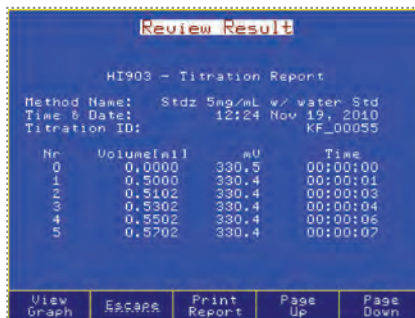 Review Result
HI903 - Titration Report
Method Name: Stdz 5mg/mL w/ water Std
Time & Date: 12:24 Nov 19, 2010
Titration ID: KF_00055
Nr Volume[ml] mV Time
0 0.0000 330.5 00:00:00
1 0.5000 330.4 00:00:01
2 0.5102 330.4 00:00:03
3 0.5302 330.4 00:00:04
4 0.5502 330.4 00:00:06
5 0.5702 330.4 00:00:07
View Graph Escape Print Report Page Up Page Down